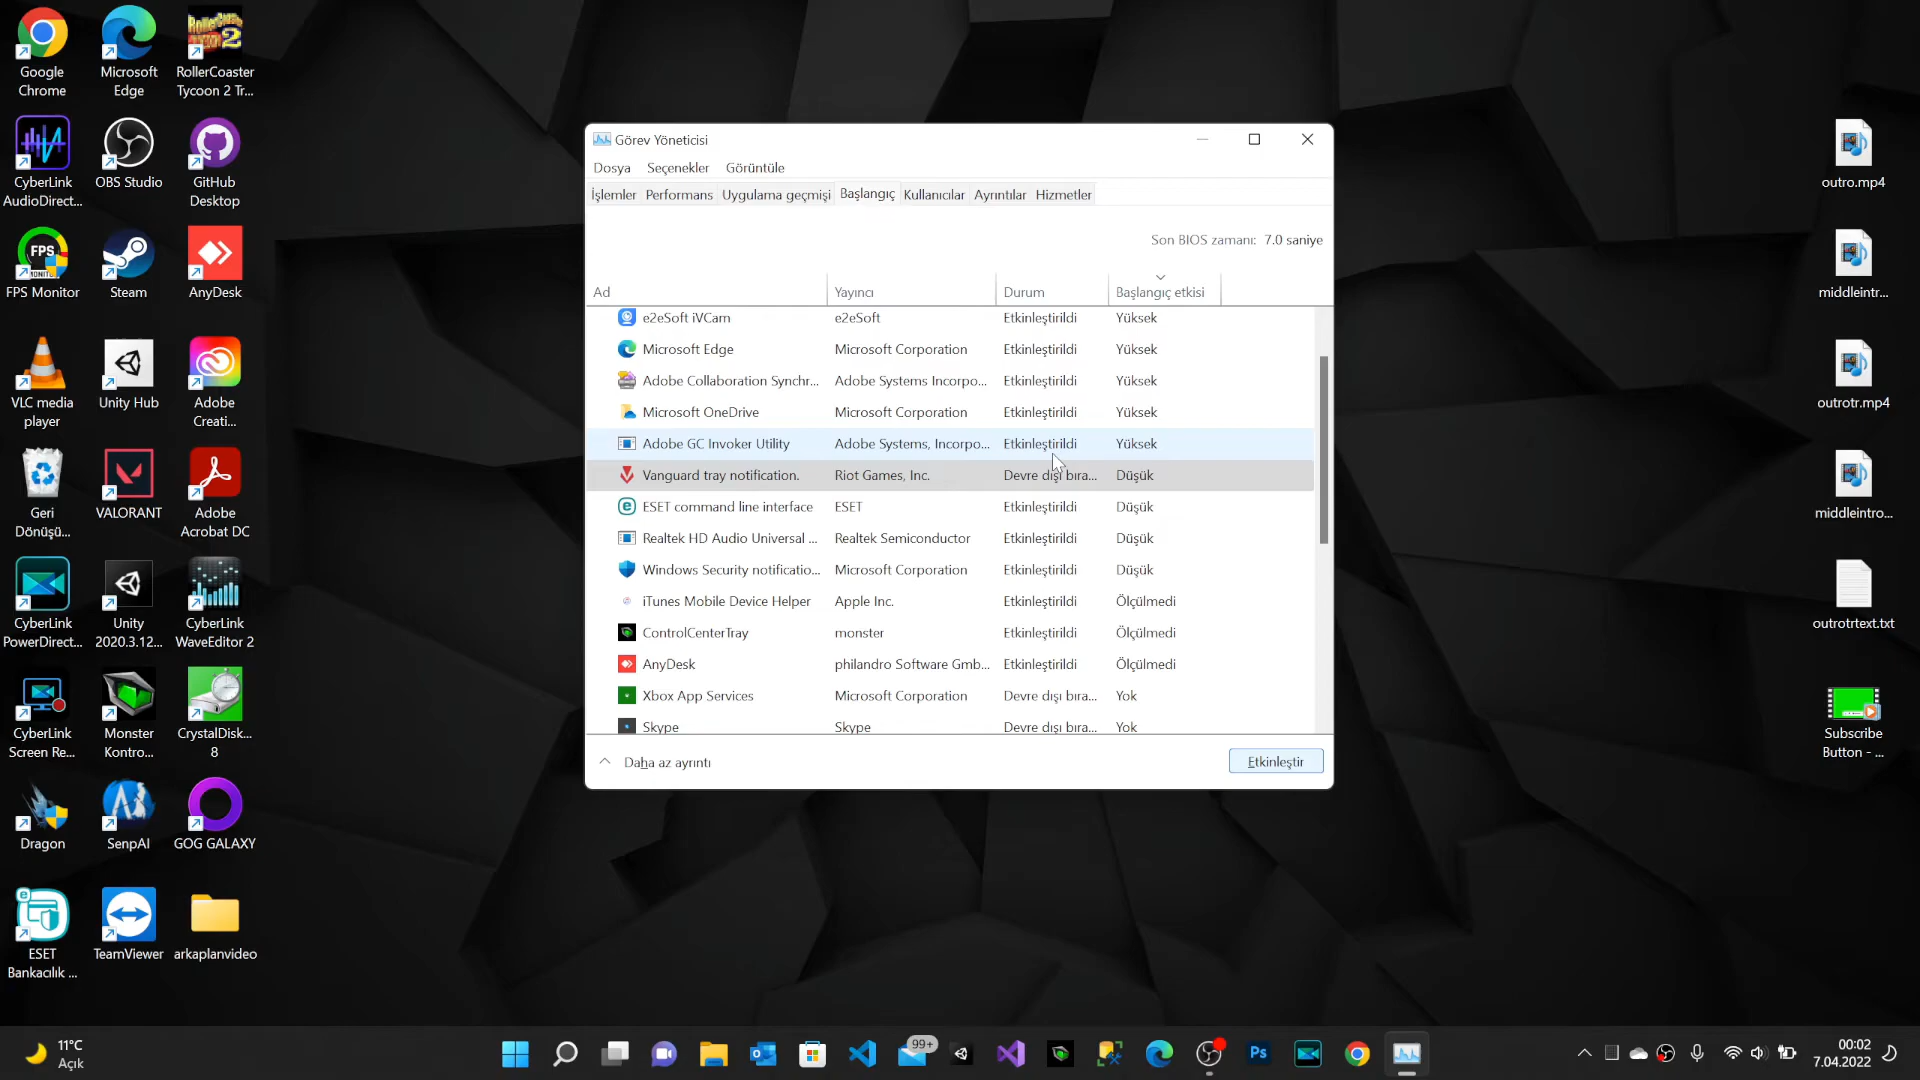 Google
Chrome
Microsoft
Edge
RollerCoaster
Tycoon 2 Tr...
CyberLink
AudioDirect...
OBS Studio
GitHub
Desktop
FPS
MONITOR
FPS Monitor
Steam
AnyDesk
VLC media
player
Unity Hub
Adobe
Creati...
Geri
Dönüşü...
VALORANT
Adobe
Acrobat DC
CyberLink
PowerDirect...
Unity
2020.3.12...
CyberLink
WaveEditor 2
CyberLink
Screen Re...
Monster
Kontro...
CrystalDisk...
8
Dragon
SenpAI
GOG GALAXY
ESET
Bankacılık ...
TeamViewer
arkaplanvideo
Görev Yöneticisi
Dosya Seçenekler Görüntüle
İşlemler Performans Uygulama geçmişi Başlangıç Kullanıcılar Ayrıntılar Hizmetler
Son BIOS zamanı: 7.0 saniye
Ad Yayıncı Durum Başlangıç etkisi
e2eSoft iVCam e2eSoft Etkinleştirildi Yüksek
Microsoft Edge Microsoft Corporation Etkinleştirildi Yüksek
Adobe Collaboration Synchr... Adobe Systems Incorpo... Etkinleştirildi Yüksek
Microsoft OneDrive Microsoft Corporation Etkinleştirildi Yüksek
Adobe GC Invoker Utility Adobe Systems, Incorpo... Etkinleştirildi Yüksek
Vanguard tray notification. Riot Games, Inc. Devre dışı bıra... Düşük
ESET command line interface ESET Etkinleştirildi Düşük
Realtek HD Audio Universal ... Realtek Semiconductor Etkinleştirildi Düşük
Windows Security notificatio... Microsoft Corporation Etkinleştirildi Düşük
iTunes Mobile Device Helper Apple Inc. Etkinleştirildi Ölçülmedi
ControlCenterTray monster Etkinleştirildi Ölçülmedi
AnyDesk philandro Software Gmb... Etkinleştirildi Ölçülmedi
Xbox App Services Microsoft Corporation Devre dışı bıra... Yok
Skype Skype Devre dışı bıra... Yok
Daha az ayrıntı Etkinleştir
outro.mp4
middleintr...
outrotr.mp4
middleintro...
outrotrtext.txt
Subscribe
Button - ...
11°C
Açık
99+
Ps
00:02
7.04.2022